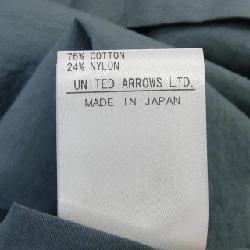 76% COTTON
24% NYLON
UNITED ARROWS LTD.
MADE IN JAPAN